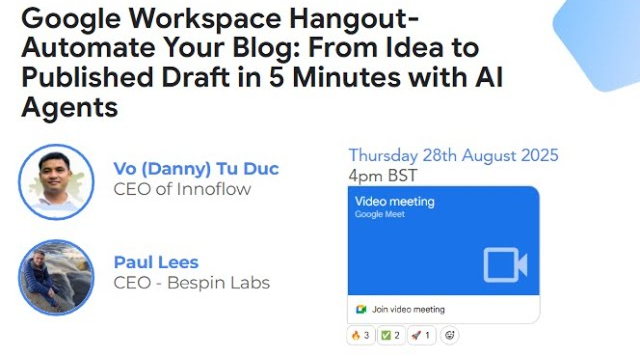 Google Workspace Hangout-
Automate Your Blog: From Idea to
Published Draft in 5 Minutes with AI
Agents
Vo (Danny) Tu Duc
CEO of Innoflow
Paul Lees
CEO - Bespin Labs
Thursday 28th August 2025
4pm BST
Video meeting
Google Meet
Join video meeting
🔥 3 ✅ 2 🚀 1